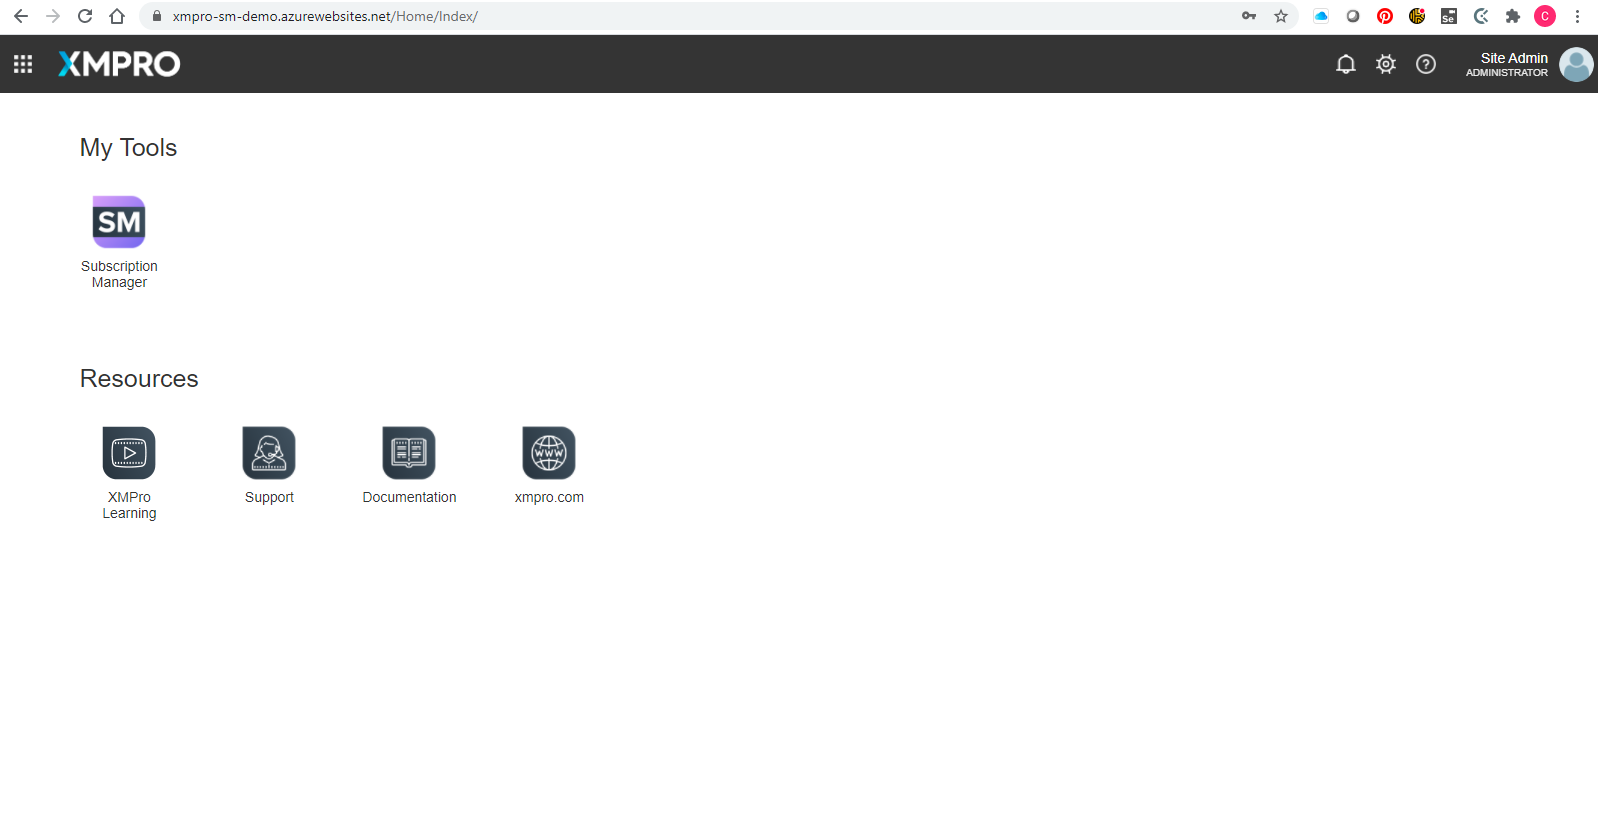 xmpro-sm-demo.azurewebsites.net/Home/Index/
Se
C
XMPRO
Site Admin
ADMINISTRATOR
My Tools
SM
Subscription
Manager
Resources
WWW
XMPro
Learning
Support
Documentation
xmpro.com